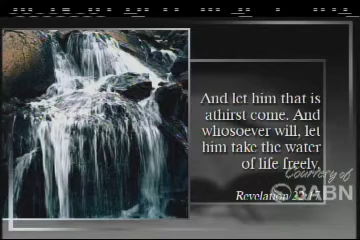 And let him that is
athirst come. And
whosoever will, let
him take the water
of life freely.
Courtesy of
3ABN
Revelation 22:17